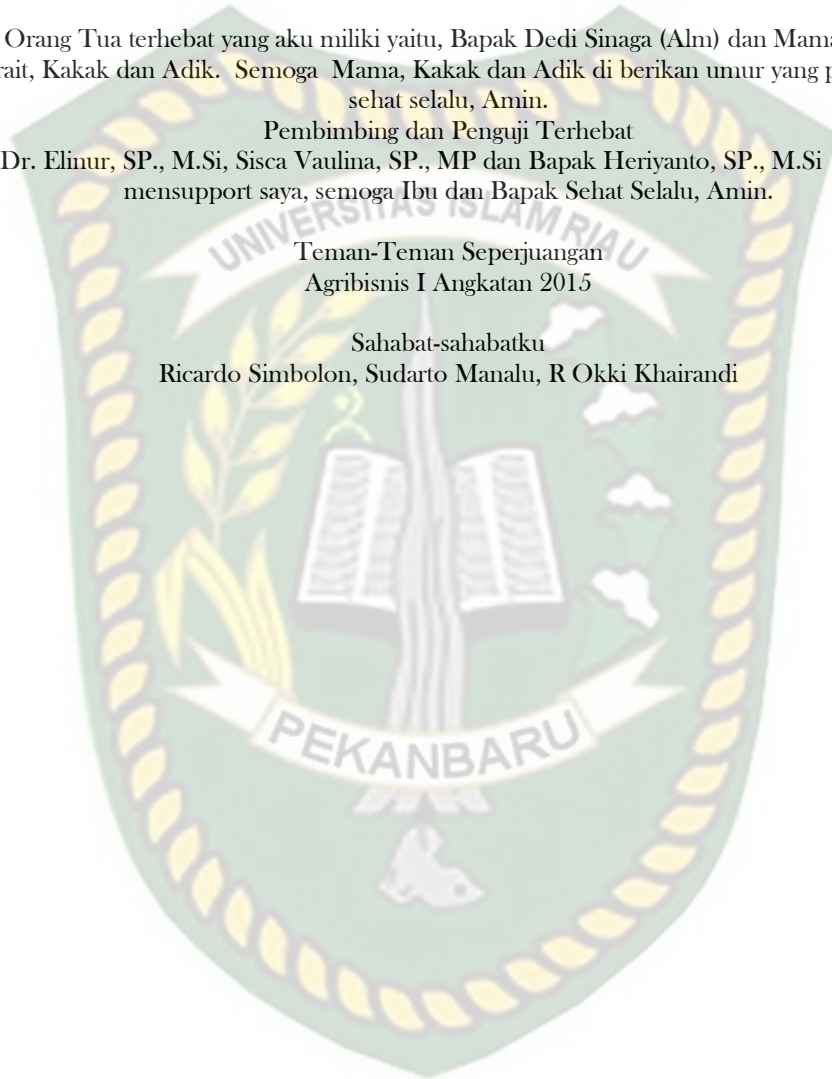 Orang Tua terhebat yang aku miliki yaitu, Bapak Dedi Sinaga (Alm) dan Mama
rait, Kakak dan Adik. Semoga Mama, Kakak dan Adik di berikan umur yang p
sehat selalu, Amin.
Pembimbing dan Penguji Terhebat
Dr. Elinur, SP., M.Si, Sisca Vaulina, SP., MP dan Bapak Heriyanto, SP., M.Si
mensupport saya, semoga Ibu dan Bapak Sehat Selalu, Amin.
UNIVERSITAS ISLAM RIAU
Teman-Teman Seperjuangan
Agribisnis I Angkatan 2015
Sahabat-sahabatku
Ricardo Simbolon, Sudarto Manalu, R Okki Khairandi
PEKANBARU